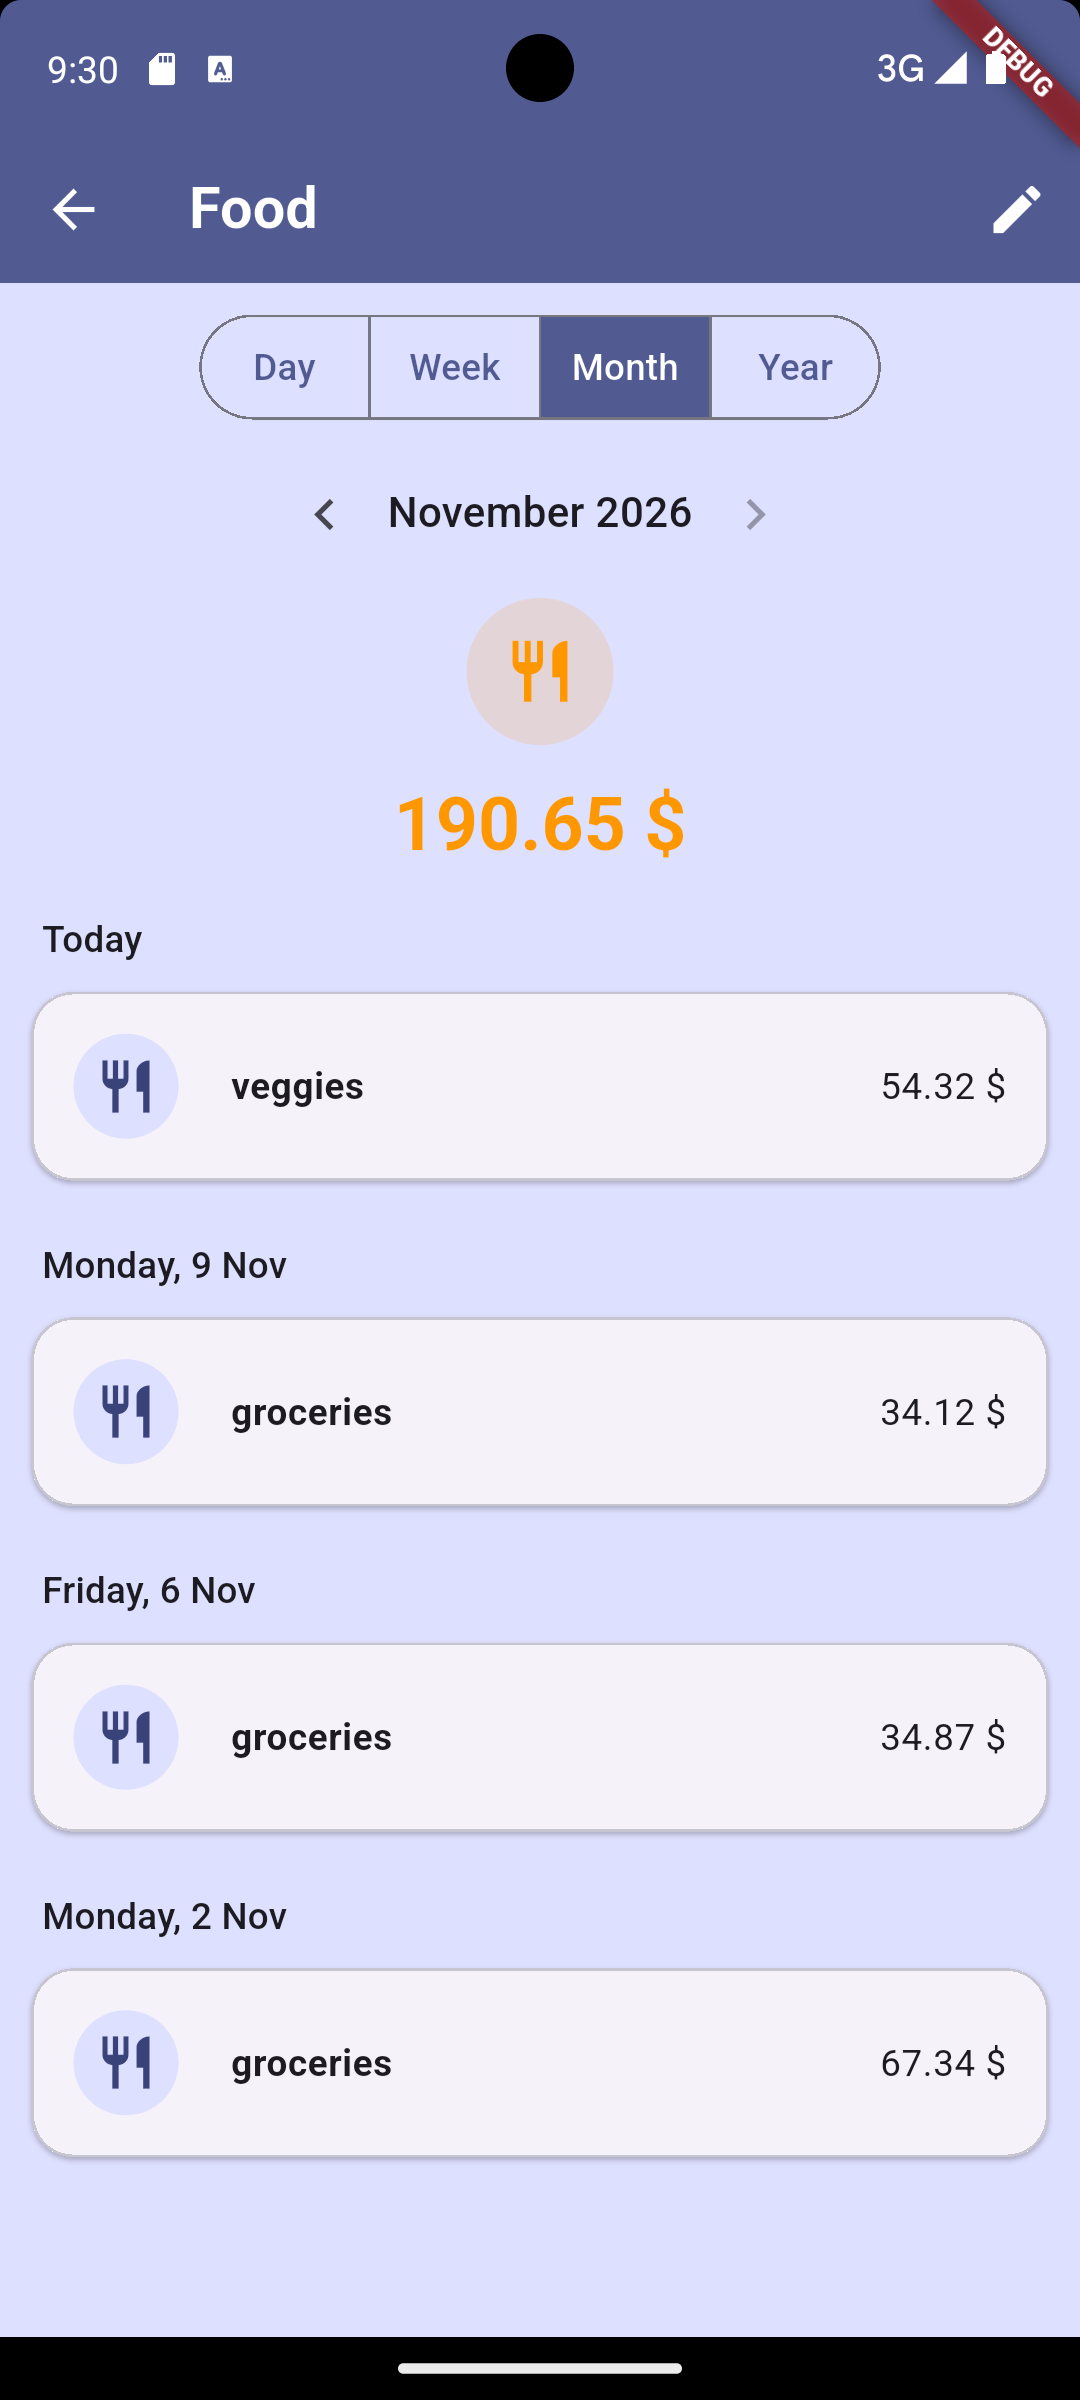 9:30
3G
DEBUG
Food
Day Week Month Year
November 2026
190.65 $
Today
veggies 54.32 $
Monday, 9 Nov
groceries 34.12 $
Friday, 6 Nov
groceries 34.87 $
Monday, 2 Nov
groceries 67.34 $